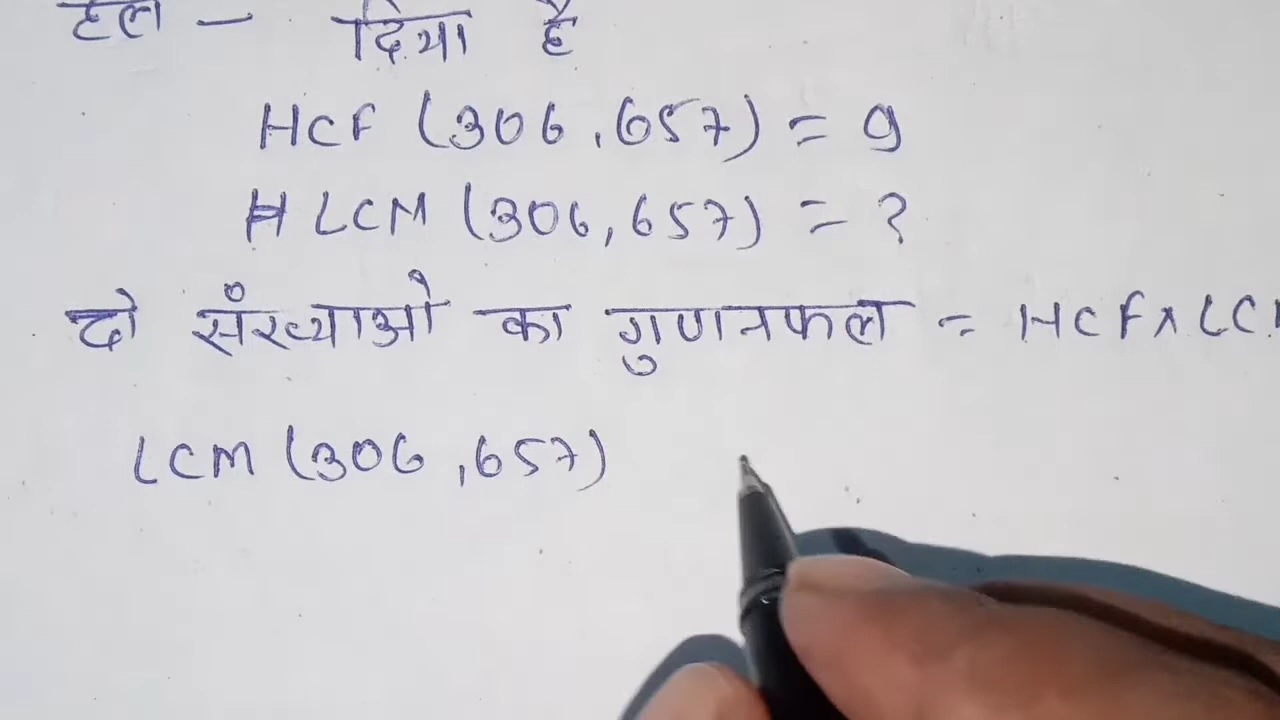 हल - दिया है
HCF (306, 657) = 9
LCM (306, 657) = ?
दो संख्याओ का गुणनफल = HCF x LC
LCM (306, 657)